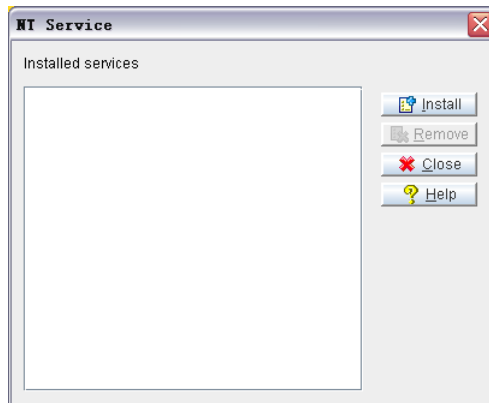 NT Service
Installed services
Install
Remove
Close
Help